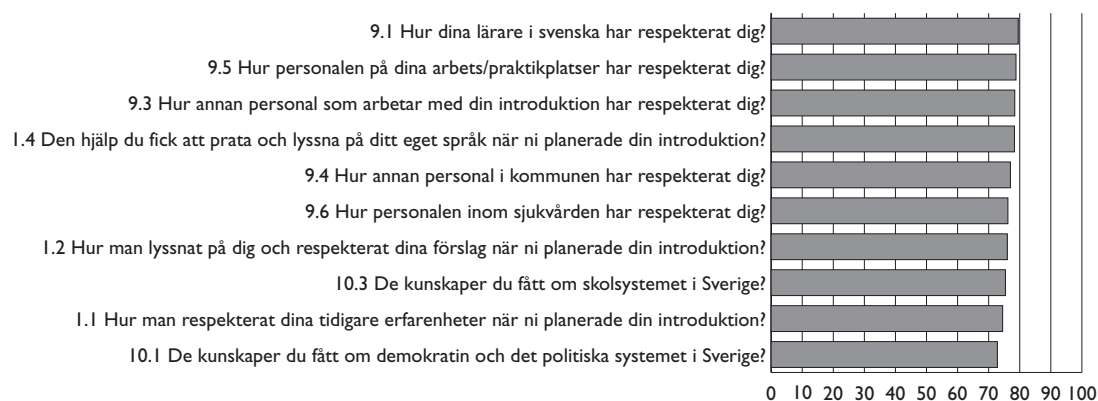 9.1 Hur dina lärare i svenska har respekterat dig?
9.5 Hur personalen på dina arbets/praktikplatser har respekterat dig?
9.3 Hur annan personal som arbetar med din introduktion har respekterat dig?
1.4 Den hjälp du fick att prata och lyssna på ditt eget språk när ni planerade din introduktion?
9.4 Hur annan personal i kommunen har respekterat dig?
9.6 Hur personalen inom sjukvården har respekterat dig?
1.2 Hur man lyssnat på dig och respekterat dina förslag när ni planerade din introduktion?
10.3 De kunskaper du fått om skolsystemet i Sverige?
1.1 Hur man respekterat dina tidigare erfarenheter när ni planerade din introduktion?
10.1 De kunskaper du fått om demokratin och det politiska systemet i Sverige?
0 10 20 30 40 50 60 70 80 90 100